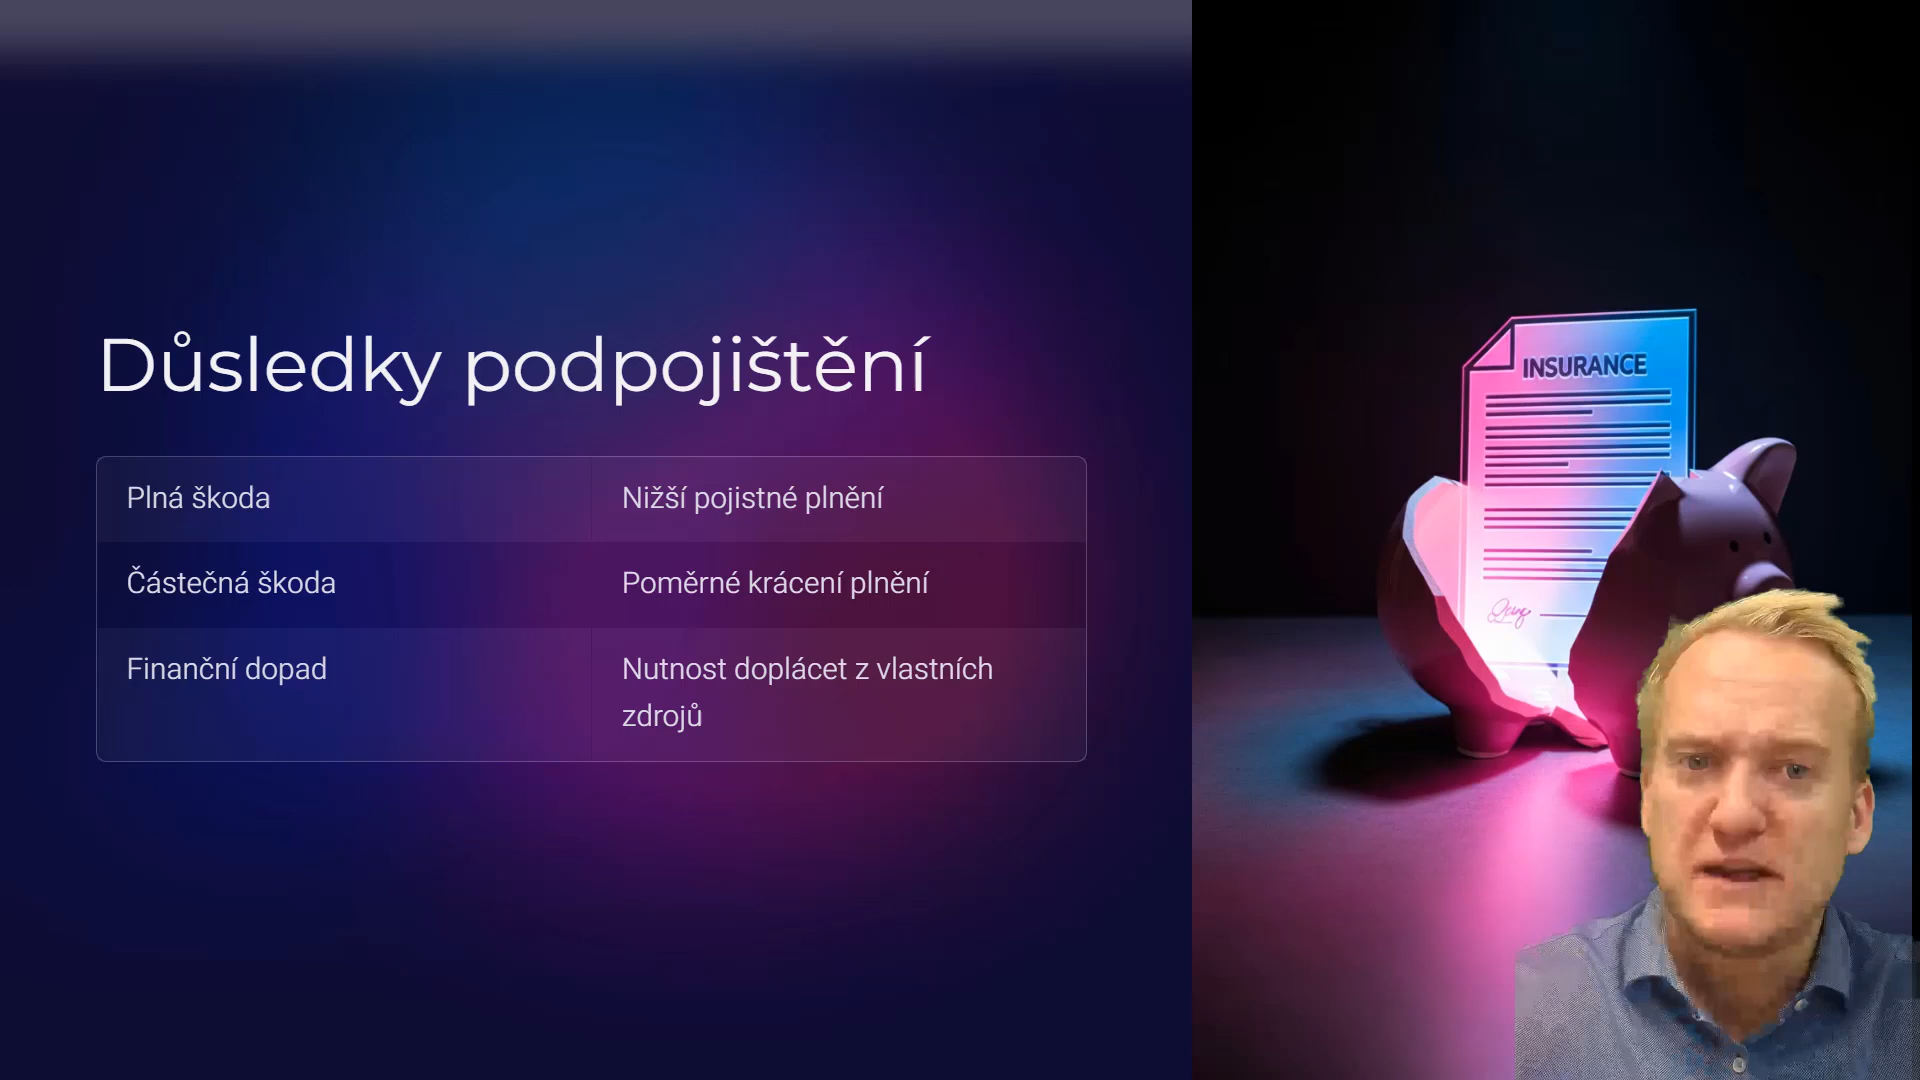 Důsledky podpojištění
Plná škoda
Nižší pojistné plnění
Částečná škoda
Poměrné krácení plnění
Finanční dopad
Nutnost doplácet z vlastních
zdrojů
INSURANCE